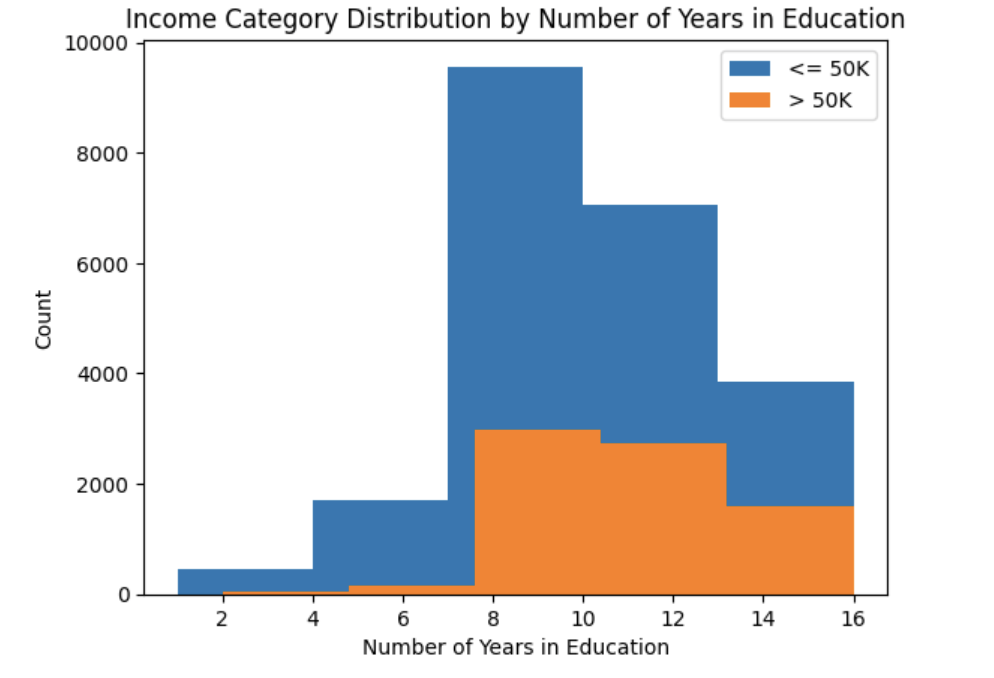 Income Category Distribution by Number of Years in Education
<= 50K
> 50K
10000
8000
6000
4000
2000
0
Count
2 4 6 8 10 12 14 16
Number of Years in Education